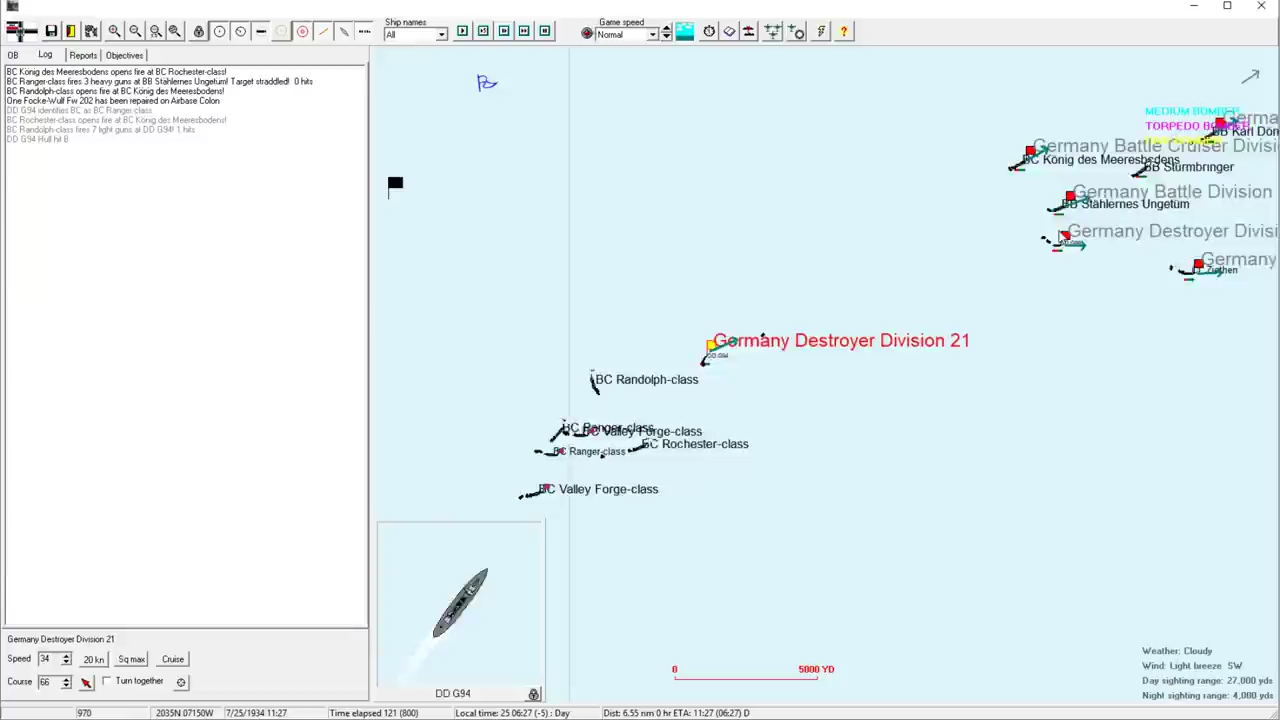 Ship names
Game speed
All
Normal
OB Log Reports Objectives
BC König des Meeresbodens opens fire at BC Rochester-class!
BC Ranger-class fires 3 heavy guns at BB Stählernes Ungetüm! Target straddled! 0 hits
BC Randolph-class opens fire at BC König des Meeresbodens!
One Focke-Wulf Fw 202 has been repaired on Airbase Colon
DD G94 identifies BC as BC Ranger-class
BC Rochester-class opens fire at BC König des Meeresbodens!
BC Randolph-class fires 7 light guns at DD G94! 1 hits
DD G94 Hull hit B
MEDIUM BOMBER
TORPEDO BOMBER
BB Karl Dön
Germany Battle Cruiser Divisi
BC König des Meeresbodens
BB Sturmbringer
Germany Battle Division
BB Stählernes Ungetüm
Germany Destroyer Divisi
Germany
Germany Destroyer Division 21
DD G94
BC Randolph-class
BC Ranger-class
BC Valley Forge-class
BC Rochester-class
BC Ranger-class
BC Valley Forge-class
0 5000 YD
Weather: Cloudy
Wind: Light breeze SW
Day sighting range: 27,000 yds
Night sighting range: 4,000 yds
Germany Destroyer Division 21
Speed 34 20 kn Sq max Cruise
Course 66 Turn together
DD G94
970 2035N 07150W 7/25/1934 11:27 Time elapsed 121 (800) Local time: 25 06:27 (-5) : Day Dist: 6.55 nm 0 hr ETA: 11:27 (06:27) D